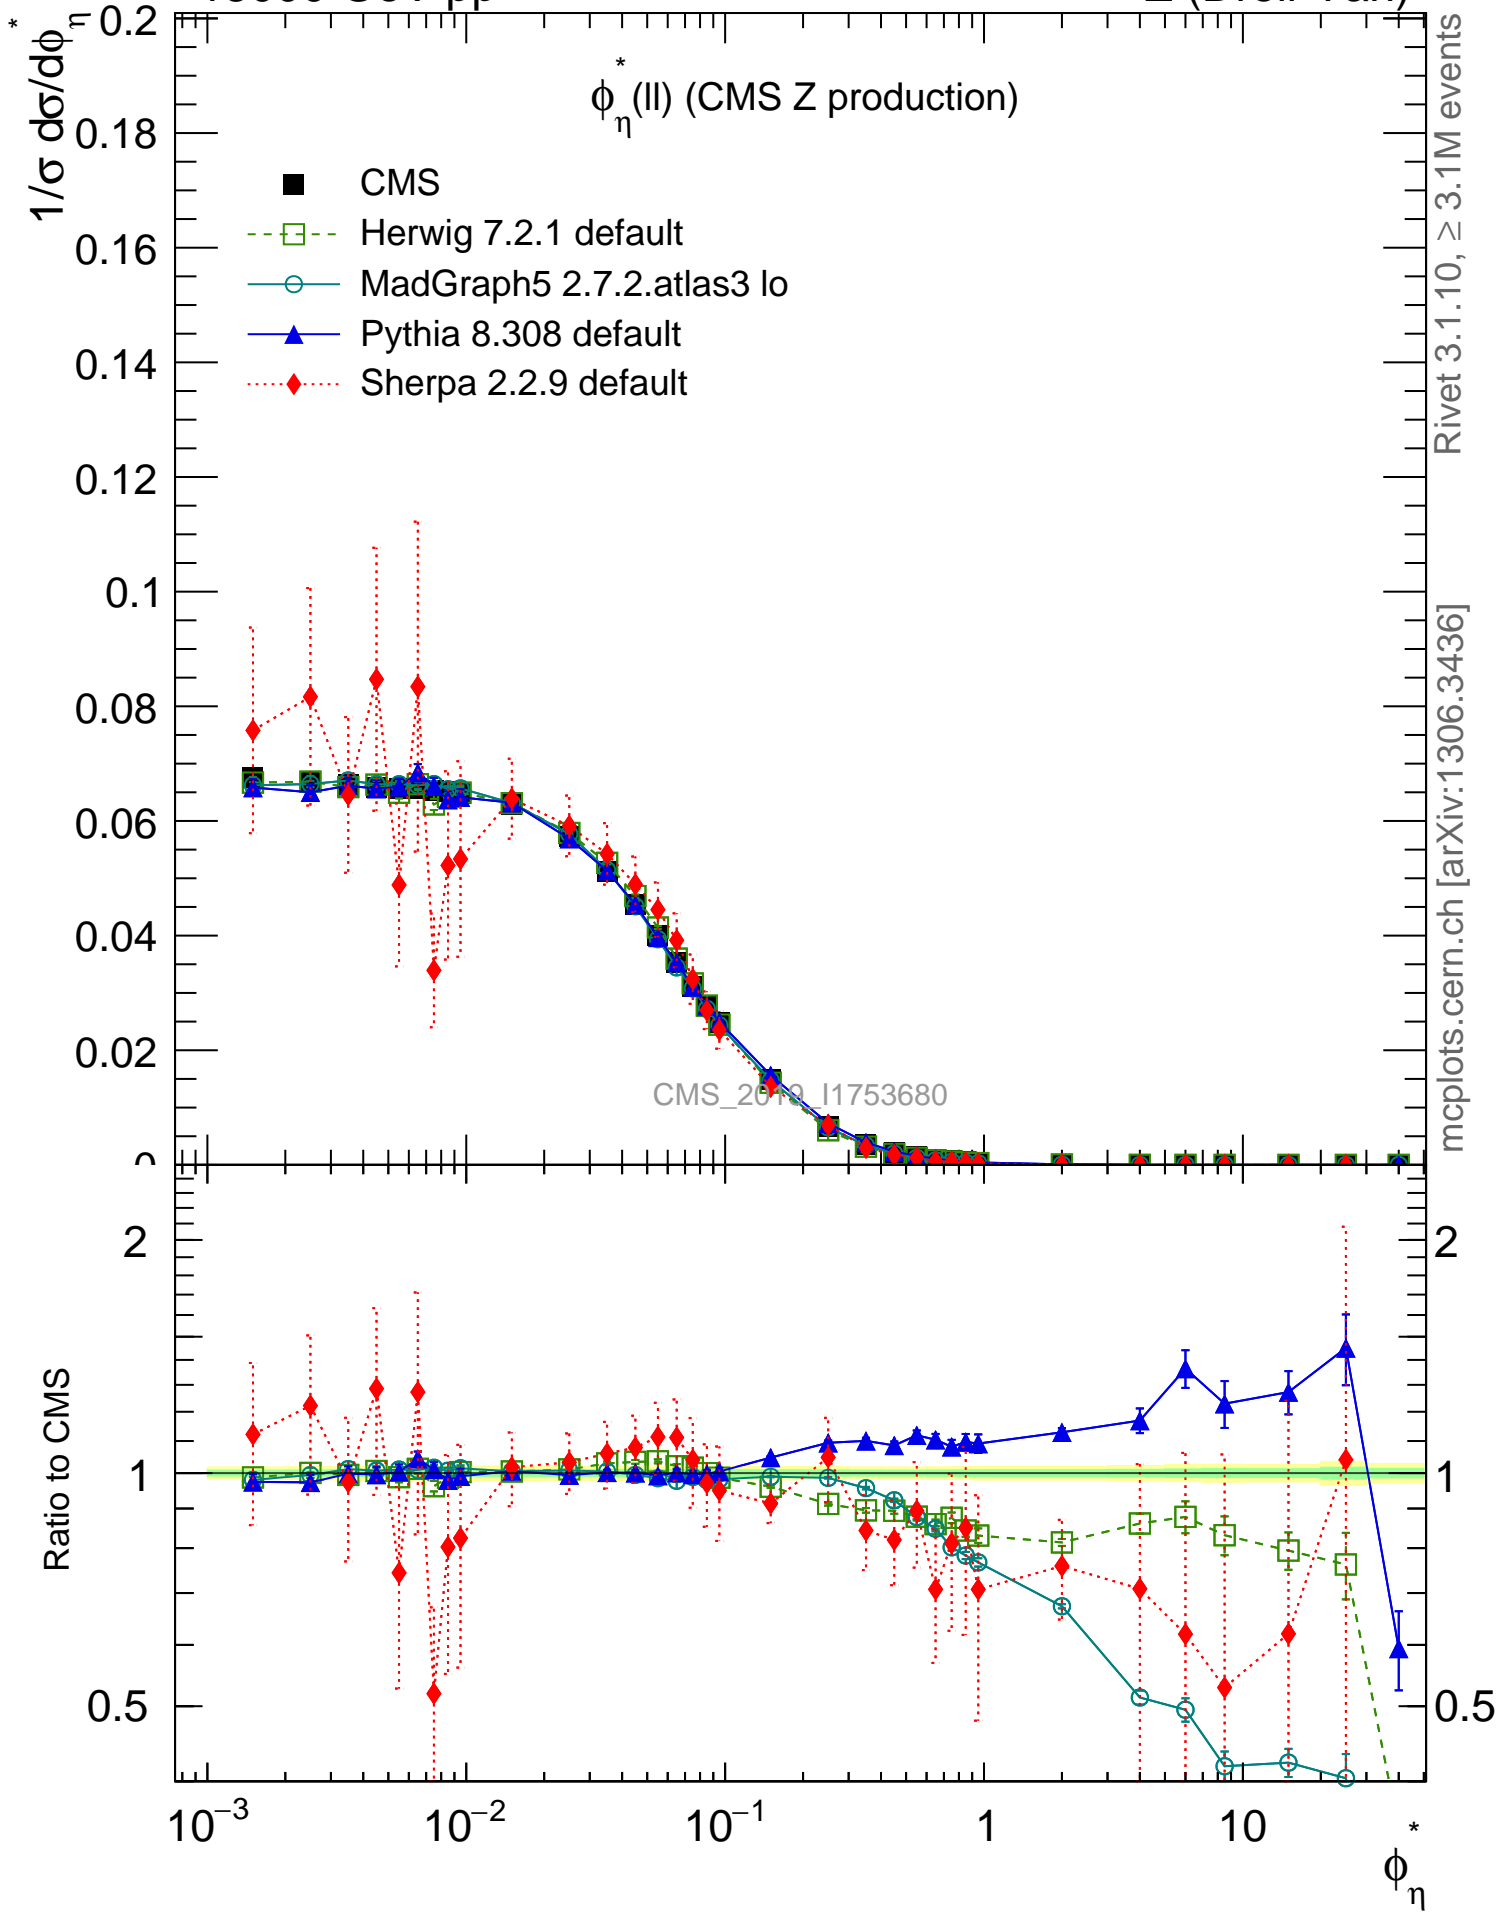 1/σ dσ/dϕ*η
ϕ*η(ll) (CMS Z production)
CMS
Herwig 7.2.1 default
MadGraph5 2.7.2.atlas3 lo
Pythia 8.308 default
Sherpa 2.2.9 default
0.2
0.18
0.16
0.14
0.12
0.1
0.08
0.06
0.04
0.02
0
CMS_2019_I1753680
Rivet 3.1.10, ≥ 3.1M events
mcplots.cern.ch [arXiv:1306.3436]
Ratio to CMS
2
1
0.5
2
1
0.5
10⁻³
10⁻²
10⁻¹
1
10
ϕ*η